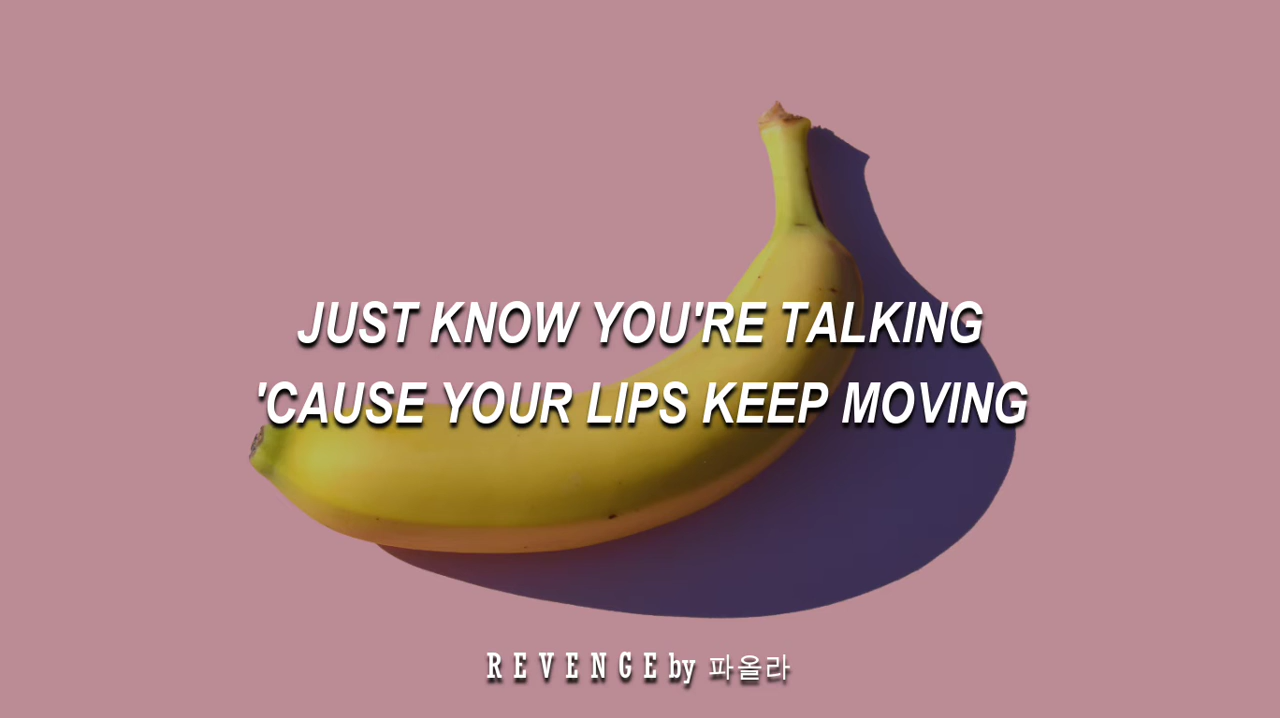 JUST KNOW YOU'RE TALKING
'CAUSE YOUR LIPS KEEP MOVING
R E V E N G E by 파올라